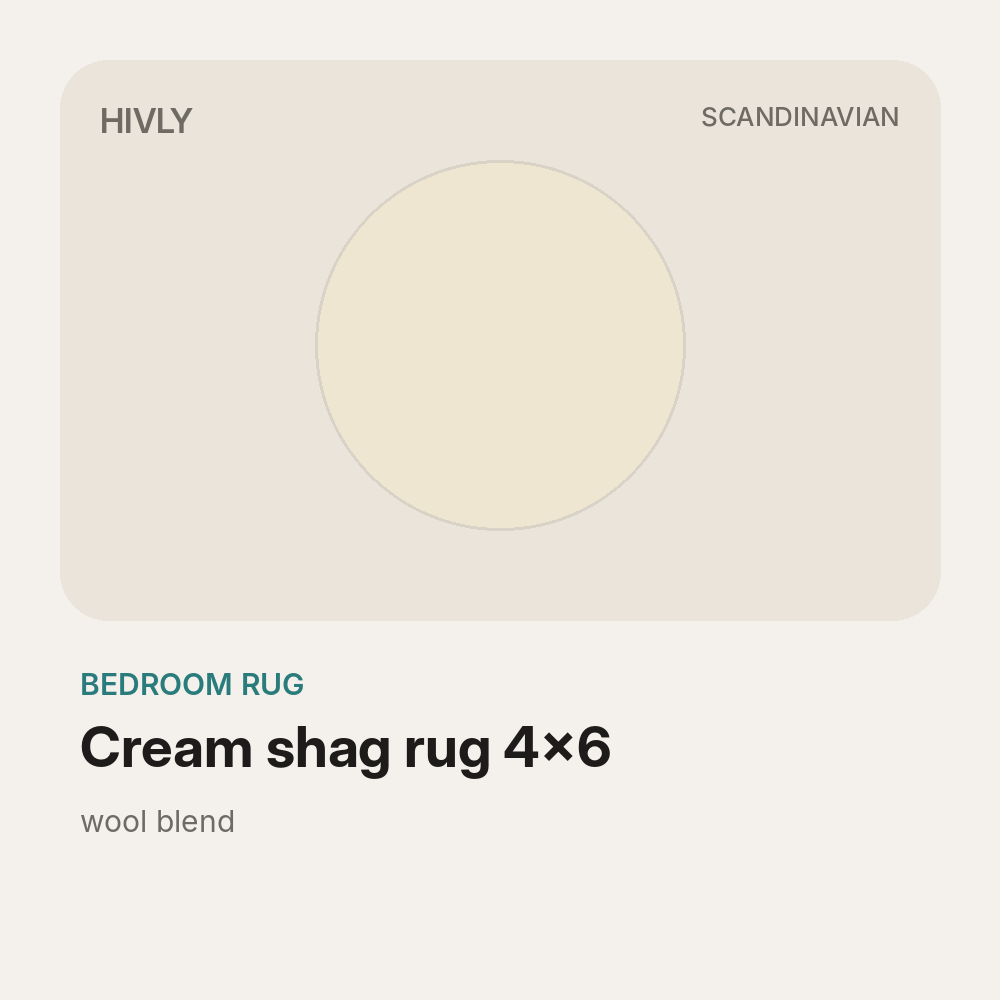 HIVLY
SCANDINAVIAN
BEDROOM RUG
Cream shag rug 4×6
wool blend